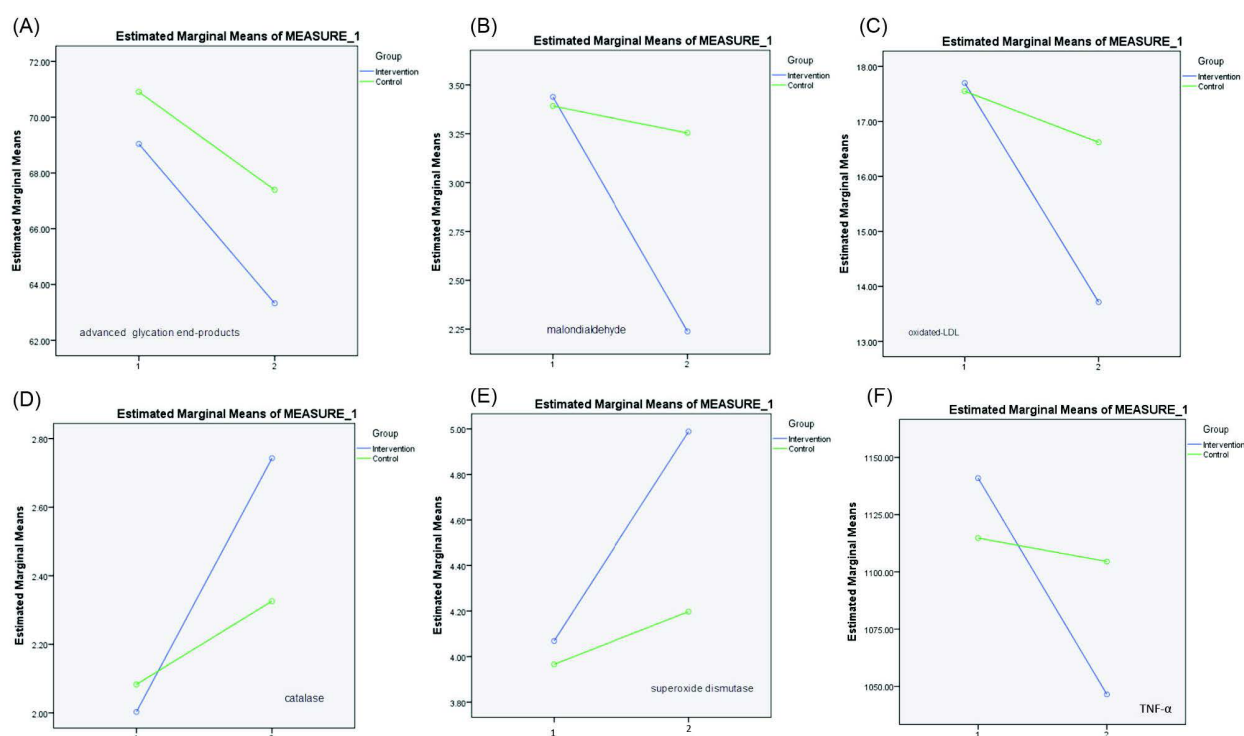 (A)
Estimated Marginal Means of MEASURE_1
Group
Intervention
Control
Estimated Marginal Means
72.00
70.00
68.00
66.00
64.00
62.00
advanced glycation end-products
1
2
(B)
Estimated Marginal Means of MEASURE_1
Group
Intervention
Control
Estimated Marginal Means
3.50
3.25
3.00
2.75
2.50
2.25
malondialdehyde
1
2
(C)
Estimated Marginal Means of MEASURE_1
Group
Intervention
Control
Estimated Marginal Means
18.00
17.00
16.00
15.00
14.00
13.00
oxidated-LDL
1
2
(D)
Estimated Marginal Means of MEASURE_1
Group
Intervention
Control
Estimated Marginal Means
2.80
2.60
2.40
2.20
2.00
catalase
(E)
Estimated Marginal Means of MEASURE_1
Group
Intervention
Control
Estimated Marginal Means
5.00
4.80
4.60
4.40
4.20
4.00
3.80
superoxide dismutase
1
2
(F)
Estimated Marginal Means of MEASURE_1
Group
Intervention
Control
Estimated Marginal Means
1150.00
1125.00
1100.00
1075.00
1050.00
TNF-α
1
2